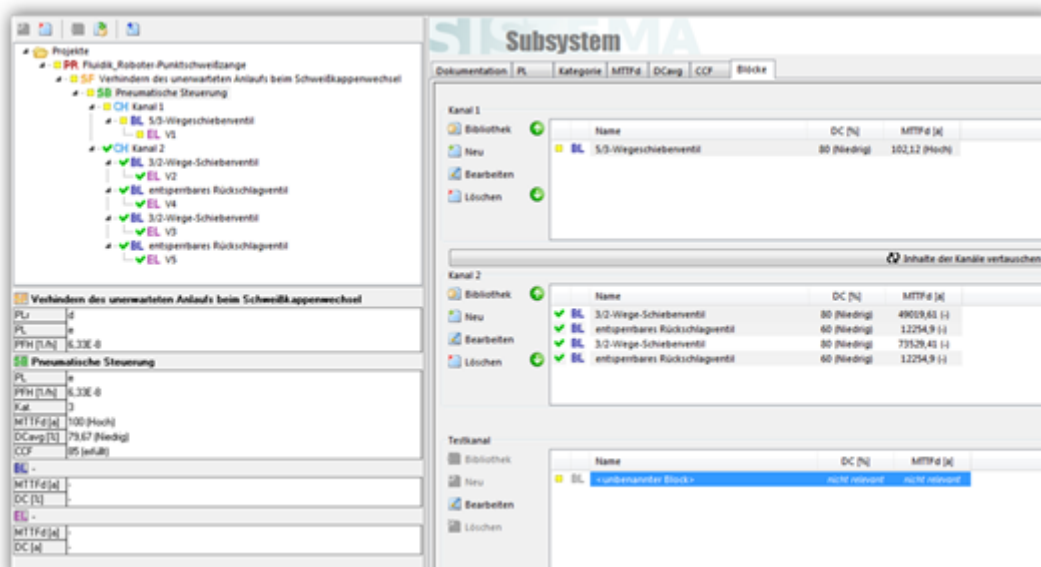 SISTEMA
Subsystem
Projekte
PR Fluidik_Roboter-Punktschweißzange
SF Verhindern des unerwarteten Anlaufs beim Schweißkappenwechsel
SB Pneumatische Steuerung
CH Kanal 1
BL 5/3-Wegeschieberventil
EL V1
CH Kanal 2
BL 3/2-Wege-Schieberventil
EL V2
BL entsperrbares Rückschlagventil
EL V4
BL 3/2-Wege-Schieberventil
EL V3
BL entsperrbares Rückschlagventil
EL V5
SF Verhindern des unerwarteten Anlaufs beim Schweißkappenwechsel
PLr d
PL e
PFH [1/h] 6,33E-8
SB Pneumatische Steuerung
PL e
PFH [1/h] 6,33E-8
Kat. 3
MTTFd [a] 100 (Hoch)
DCavg [%] 79,67 (Niedrig)
CCF 85 (erfüllt)
BL -
MTTFd [a] -
DC [%] -
EL -
MTTFd [a] -
DC [a] -
Dokumentation PL Kategorie MTTFd DCavg CCF Blöcke
Kanal 1
Bibliothek
Neu
Bearbeiten
Löschen
Name DC [%] MTTFd [a]
BL 5/3-Wegeschieberventil 80 (Niedrig) 102,12 (Hoch)
Inhalte der Kanäle vertauschen
Kanal 2
Bibliothek
Neu
Bearbeiten
Löschen
Name DC [%] MTTFd [a]
BL 3/2-Wege-Schieberventil 80 (Niedrig) 49019,61 (-)
BL entsperrbares Rückschlagventil 60 (Niedrig) 12254,9 (-)
BL 3/2-Wege-Schieberventil 80 (Niedrig) 73529,41 (-)
BL entsperrbares Rückschlagventil 60 (Niedrig) 12254,9 (-)
Testkanal
Bibliothek
Neu
Bearbeiten
Löschen
Name DC [%] MTTFd [a]
BL <unbenannter Block> nicht relevant nicht relevant